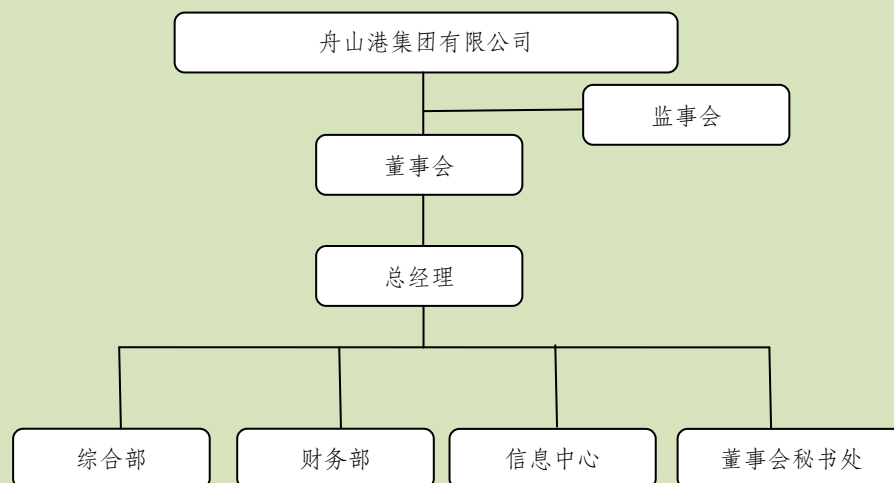 舟山港集团有限公司
监事会
董事会
总经理
综合部
财务部
信息中心
董事会秘书处